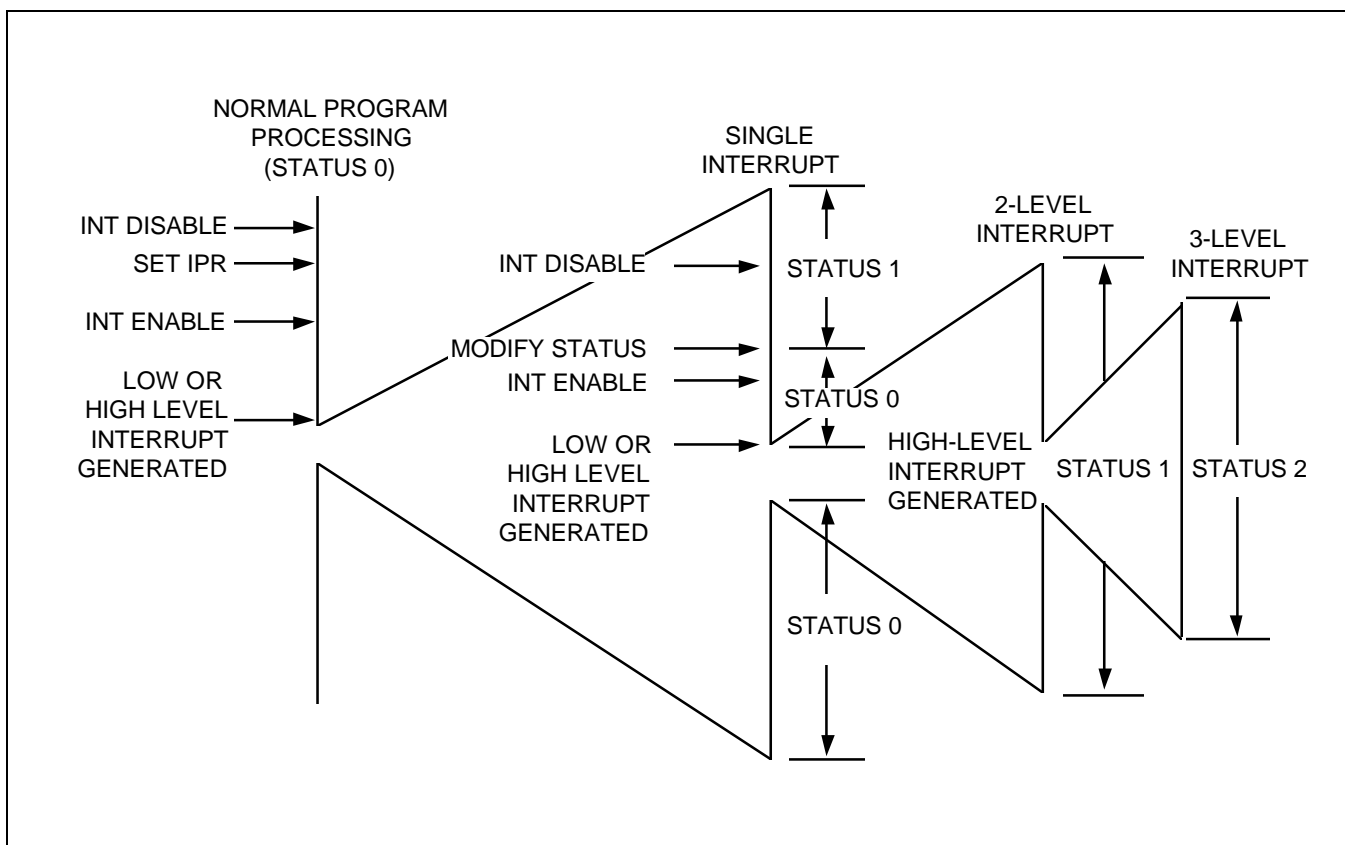 NORMAL PROGRAM
PROCESSING
(STATUS 0)
INT DISABLE
SET IPR
INT ENABLE
LOW OR
HIGH LEVEL
INTERRUPT
GENERATED
SINGLE
INTERRUPT
INT DISABLE
MODIFY STATUS
INT ENABLE
LOW OR
HIGH LEVEL
INTERRUPT
GENERATED
STATUS 1
STATUS 0
STATUS 0
2-LEVEL
INTERRUPT
HIGH-LEVEL
INTERRUPT
GENERATED
STATUS 1
3-LEVEL
INTERRUPT
STATUS 2